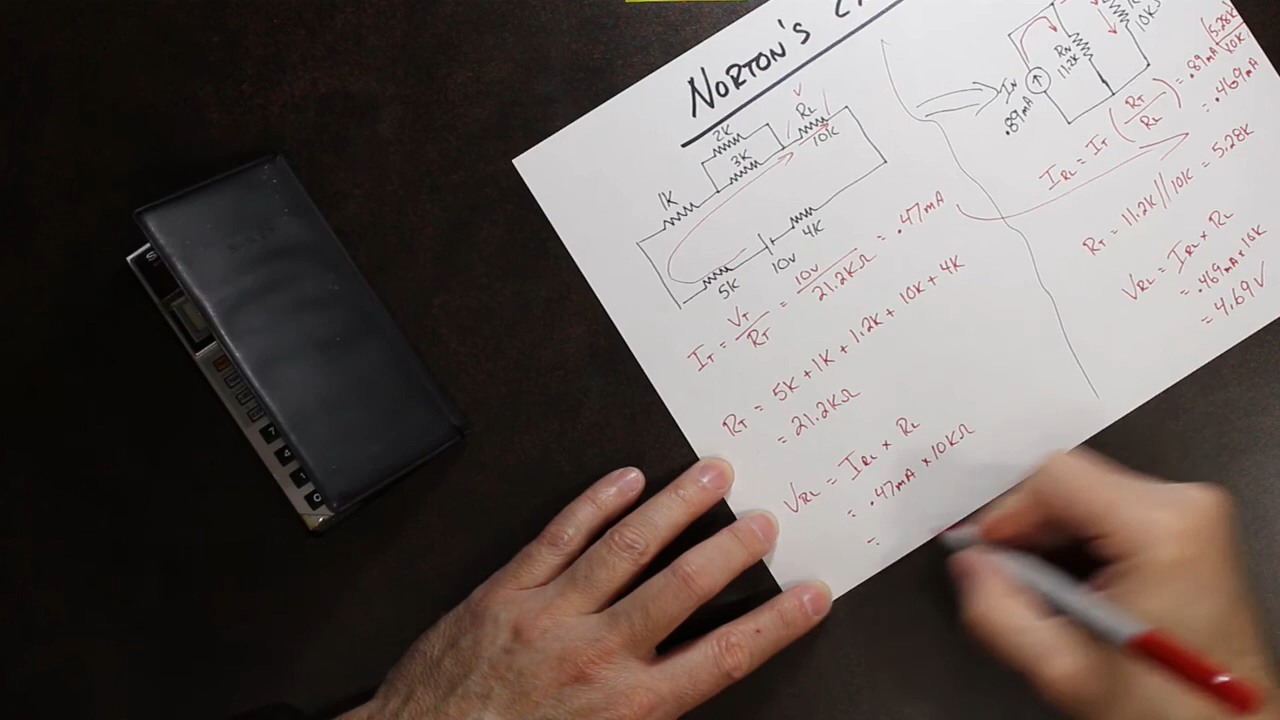 NORTON'S
2K
3K
RL
10K
1K
5K
10V
4K
IT = VT/RT = 10V/21.2KΩ = .47mA
RT = 5K + 1K + 1.2K + 10K + 4K
= 21.2KΩ
VRL = IRL × RL
= .47mA × 10KΩ
=
IN
.89mA
RN
11.2K
10K
IRL = IT (RT/RL) = .89mA (5.28K/10K)
= .469mA
RT = 11.2K//10K = 5.28K
VRL = IRL × RL
= .469mA × 10K
= 4.69V